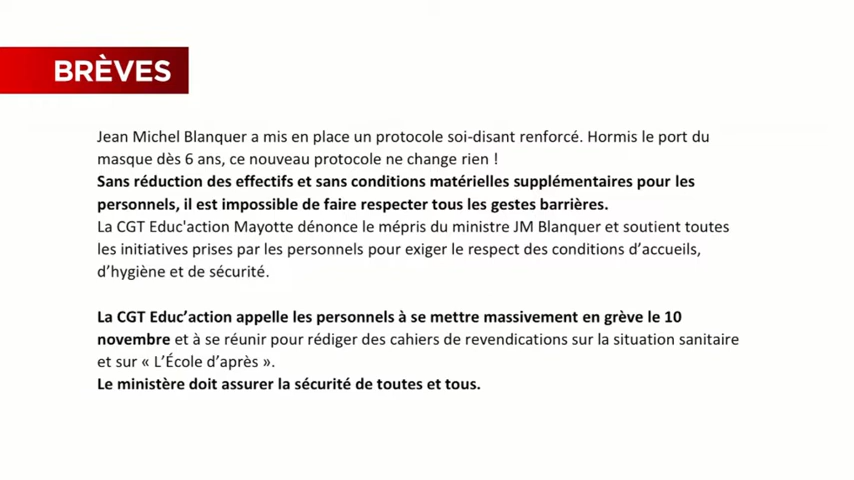 BRÈVES
Jean Michel Blanquer a mis en place un protocole soi-disant renforcé. Hormis le port du
masque dès 6 ans, ce nouveau protocole ne change rien !
Sans réduction des effectifs et sans conditions matérielles supplémentaires pour les
personnels, il est impossible de faire respecter tous les gestes barrières.
La CGT Educ'action Mayotte dénonce le mépris du ministre JM Blanquer et soutient toutes
les initiatives prises par les personnels pour exiger le respect des conditions d’accueils,
d’hygiène et de sécurité.
La CGT Educ’action appelle les personnels à se mettre massivement en grève le 10
novembre et à se réunir pour rédiger des cahiers de revendications sur la situation sanitaire
et sur « L’École d’après ».
Le ministère doit assurer la sécurité de toutes et tous.